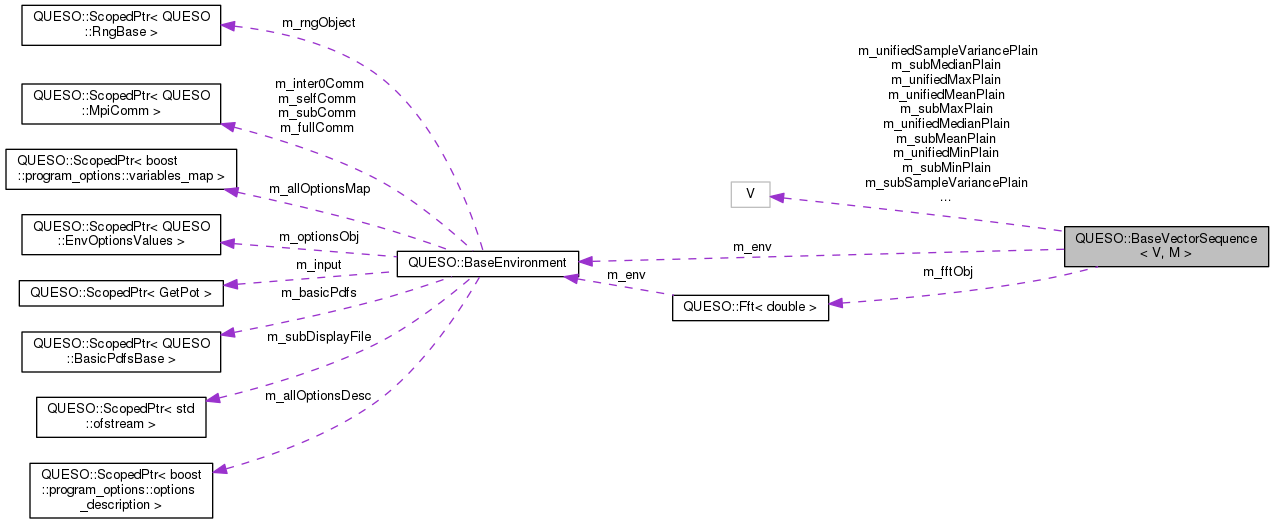 QUESO::ScopedPtr< QUESO
::RngBase >
m_rngObject
QUESO::ScopedPtr< QUESO
::MpiComm >
m_inter0Comm
m_selfComm
m_subComm
m_fullComm
QUESO::ScopedPtr< boost
::program_options::variables_map >
m_allOptionsMap
QUESO::ScopedPtr< QUESO
::EnvOptionsValues >
m_optionsObj
QUESO::ScopedPtr< GetPot >
m_input
QUESO::ScopedPtr< QUESO
::BasicPdfsBase >
m_basicPdfs
QUESO::ScopedPtr< std
::ofstream >
m_subDisplayFile
QUESO::ScopedPtr< boost
::program_options::options
_description >
m_allOptionsDesc
QUESO::BaseEnvironment
m_env
m_env
QUESO::Fft< double >
m_fftObj
V
m_unifiedSampleVariancePlain
m_subMedianPlain
m_unifiedMaxPlain
m_unifiedMeanPlain
m_subMaxPlain
m_unifiedMedianPlain
m_subMeanPlain
m_unifiedMinPlain
m_subMinPlain
m_subSampleVariancePlain
...
QUESO::BaseVectorSequence
< V, M >